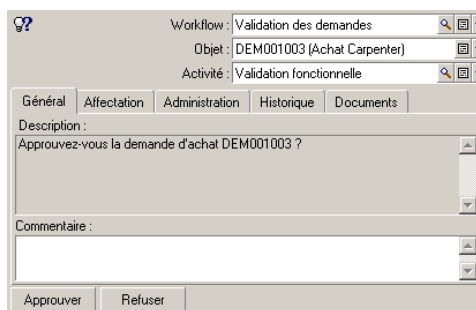 Workflow : Validation des demandes
Objet : DEM001003 (Achat Carpenter)
Activité : Validation fonctionnelle
Général Affectation Administration Historique Documents
Description :
Approuvez-vous la demande d'achat DEM001003 ?
Commentaire :
Approuver Refuser